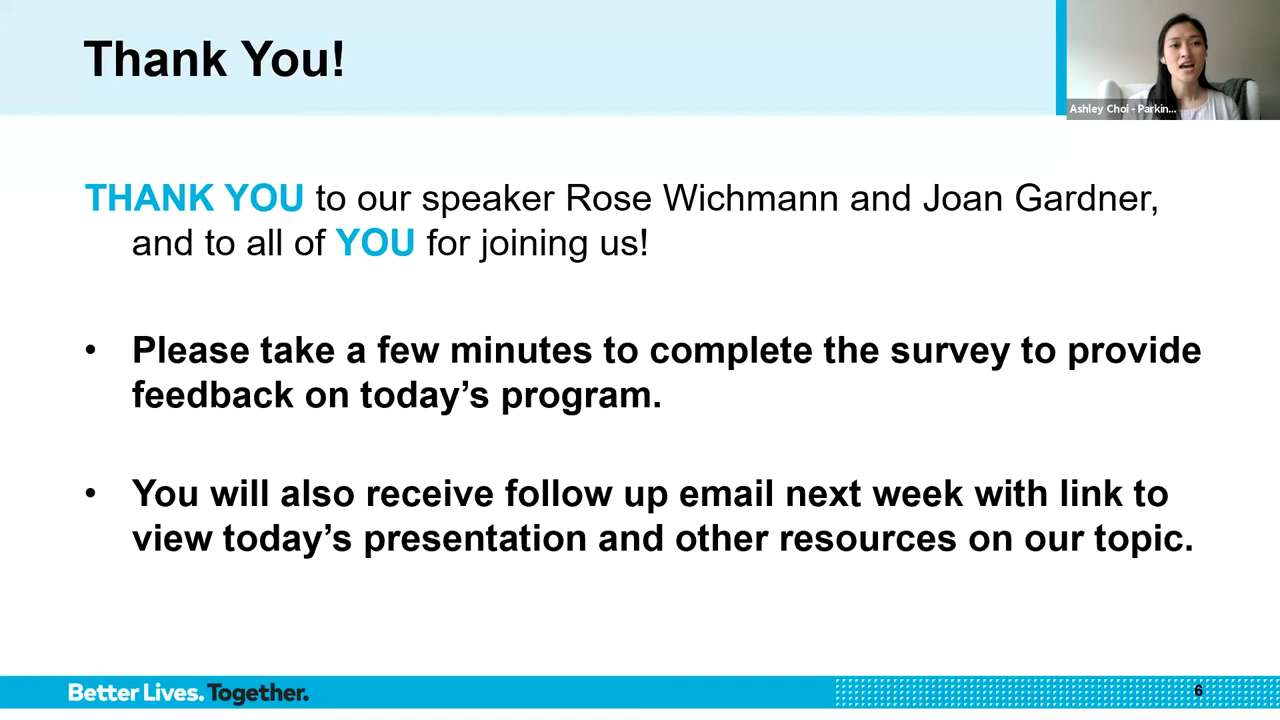 Thank You!
Ashley Choi - Parkin...
THANK YOU to our speaker Rose Wichmann and Joan Gardner,
and to all of YOU for joining us!
• Please take a few minutes to complete the survey to provide
feedback on today’s program.
• You will also receive follow up email next week with link to
view today’s presentation and other resources on our topic.
Better Lives. Together.
6